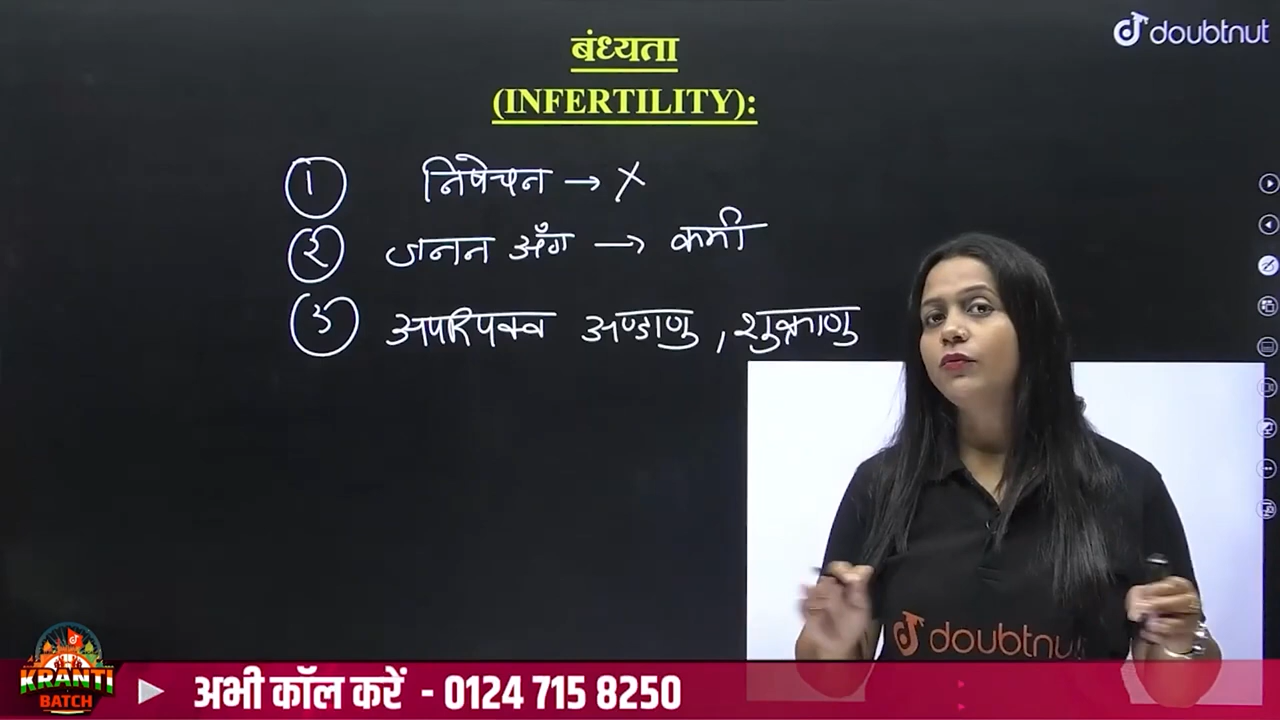 doubtnut
बंध्यता
(INFERTILITY):
1 निषेचन → X
2 जनन अँग → कमी
3 अपरिपक्व अण्डाणु, शुक्राणु
doubtnut
KRANTI
BATCH
अभी कॉल करें - 0124 715 8250